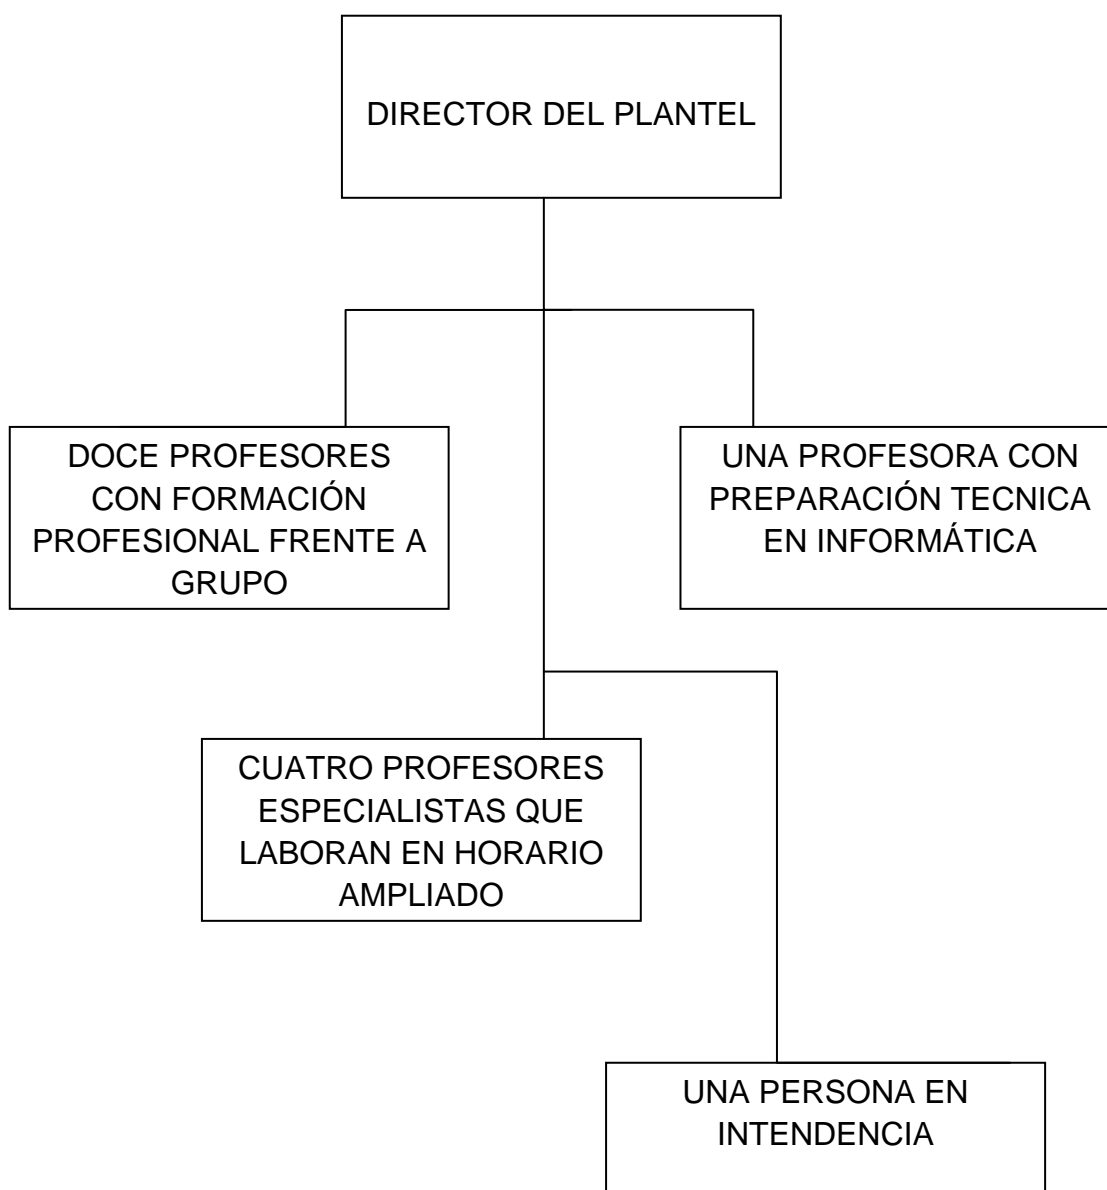 DIRECTOR DEL PLANTEL
DOCE PROFESORES
CON FORMACIÓN
PROFESIONAL FRENTE A
GRUPO
UNA PROFESORA CON
PREPARACIÓN TECNICA
EN INFORMÁTICA
CUATRO PROFESORES
ESPECIALISTAS QUE
LABORAN EN HORARIO
AMPLIADO
UNA PERSONA EN
INTENDENCIA